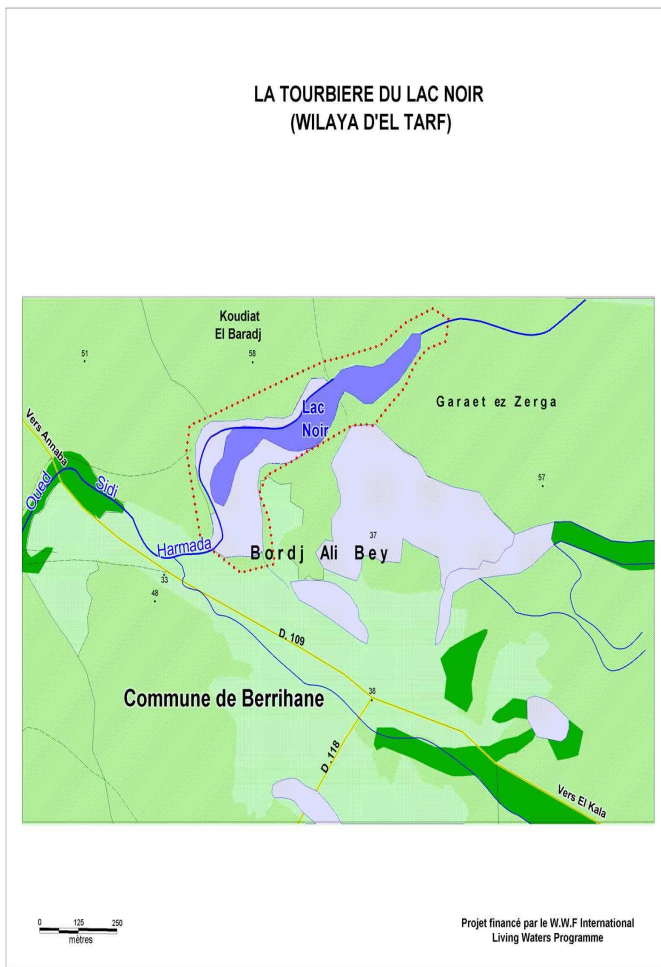 LA TOURBIERE DU LAC NOIR
(WILAYA D'EL TARF)
Koudiat
El Baradj
51
58
Garaet ez Zerga
Lac
Noir
Vers Annaba
Oued
Sidi
Harmada
57
37
Bordj Ali Bey
33
48
D. 109
Commune de Berrihane
38
D .118
Vers El Kala
0 125 250
mètres
Projet financé par le W.W.F International
Living Waters Programme